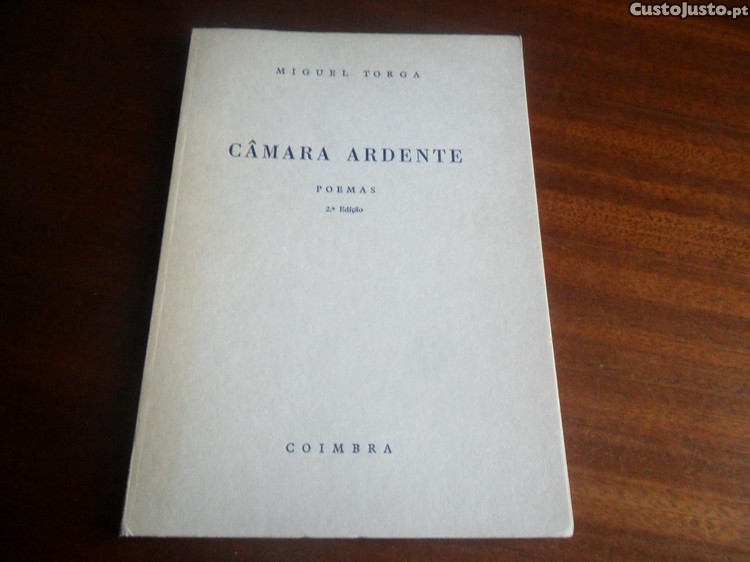 CustoJusto.pt
MIGUEL TORGA
CÂMARA ARDENTE
POEMAS
2.ª Edição
COIMBRA